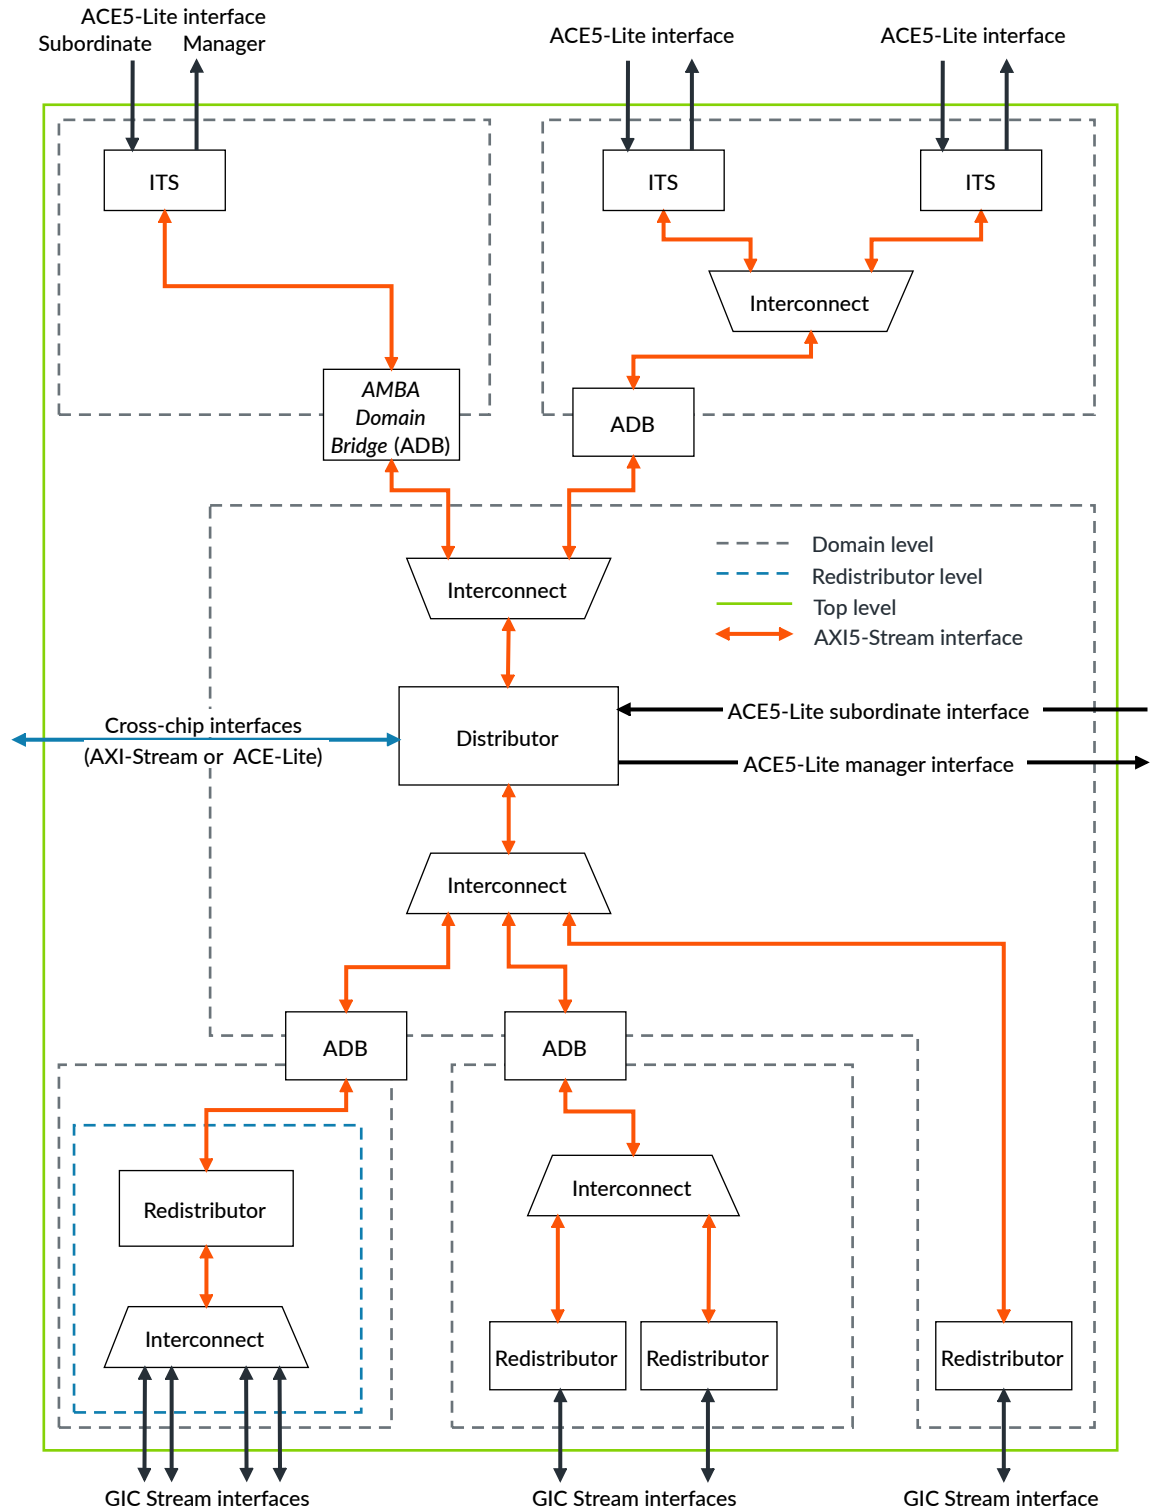 ACE5-Lite interface
Subordinate Manager
ACE5-Lite interface
ACE5-Lite interface
ITS
ITS
ITS
Interconnect
AMBA
Domain
Bridge (ADB)
ADB
Domain level
Redistributor level
Top level
AXI5-Stream interface
Interconnect
Cross-chip interfaces
(AXI-Stream or ACE-Lite)
Distributor
ACE5-Lite subordinate interface
ACE5-Lite manager interface
Interconnect
ADB
ADB
Redistributor
Interconnect
Interconnect
Redistributor
Redistributor
Redistributor
GIC Stream interfaces
GIC Stream interfaces
GIC Stream interface